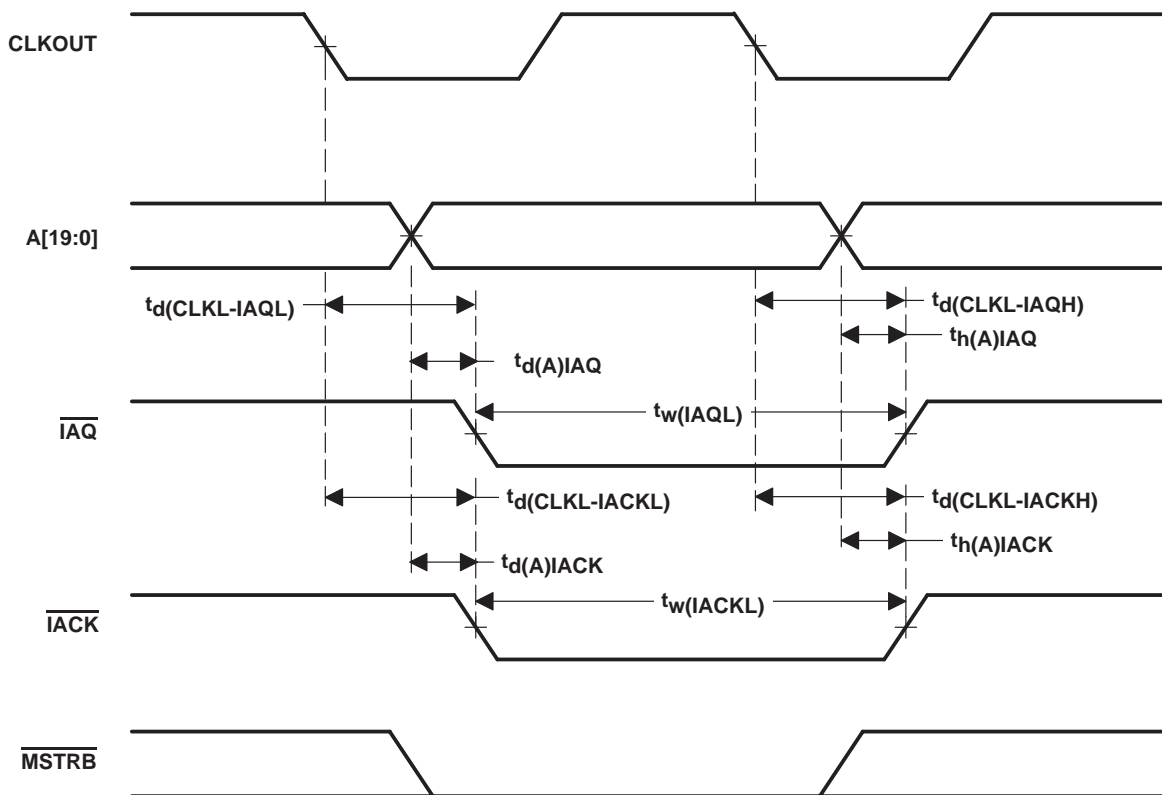 CLKOUT
A[19:0]
td(CLKL-IAQL)
td(CLKL-IAQH)
th(A)IAQ
td(A)IAQ
tw(IAQL)
IAQ
td(CLKL-IACKL)
td(CLKL-IACKH)
th(A)IACK
td(A)IACK
tw(IACKL)
IACK
MSTRB